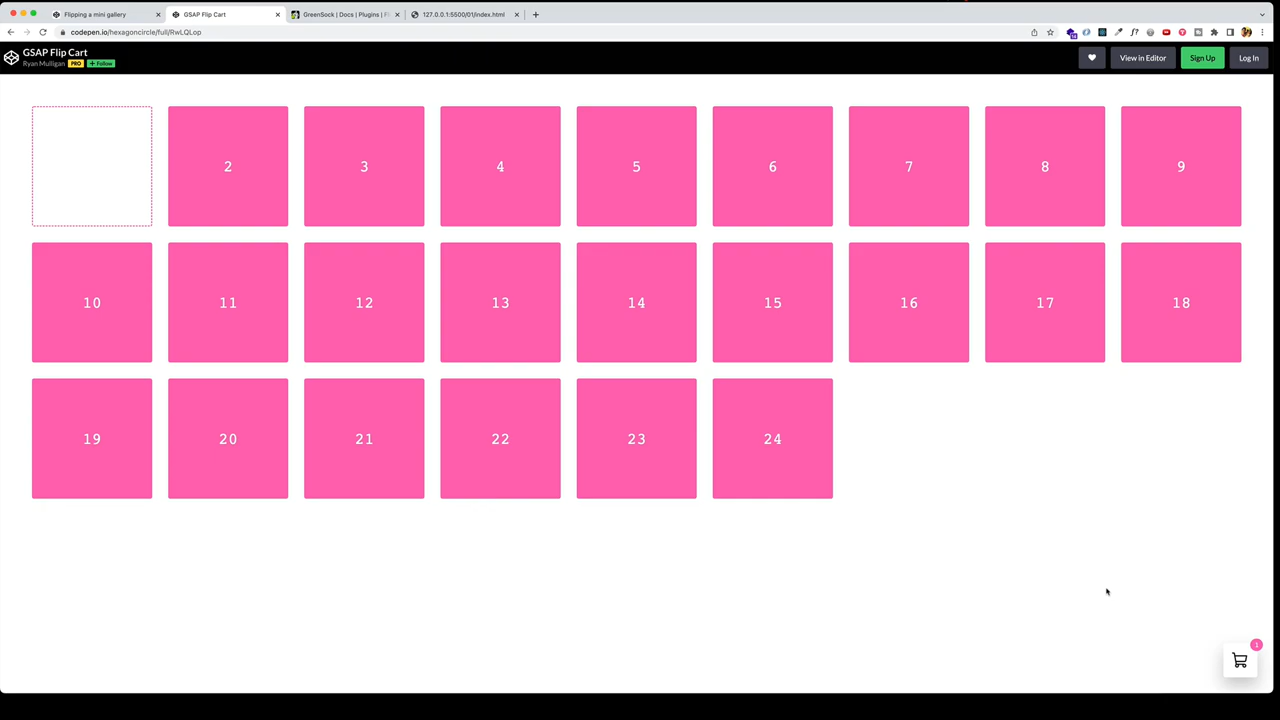 Flipping a mini gallery
GSAP Flip Cart
GreenSock | Docs | Plugins | Fl
127.0.0.1:5500/01/index.html
codepen.io/hexagoncircle/full/RwLQLop
GSAP Flip Cart
Ryan Mulligan PRO + Follow
View in Editor
Sign Up
Log In
2 3 4 5 6 7 8 9
10 11 12 13 14 15 16 17 18
19 20 21 22 23 24
1